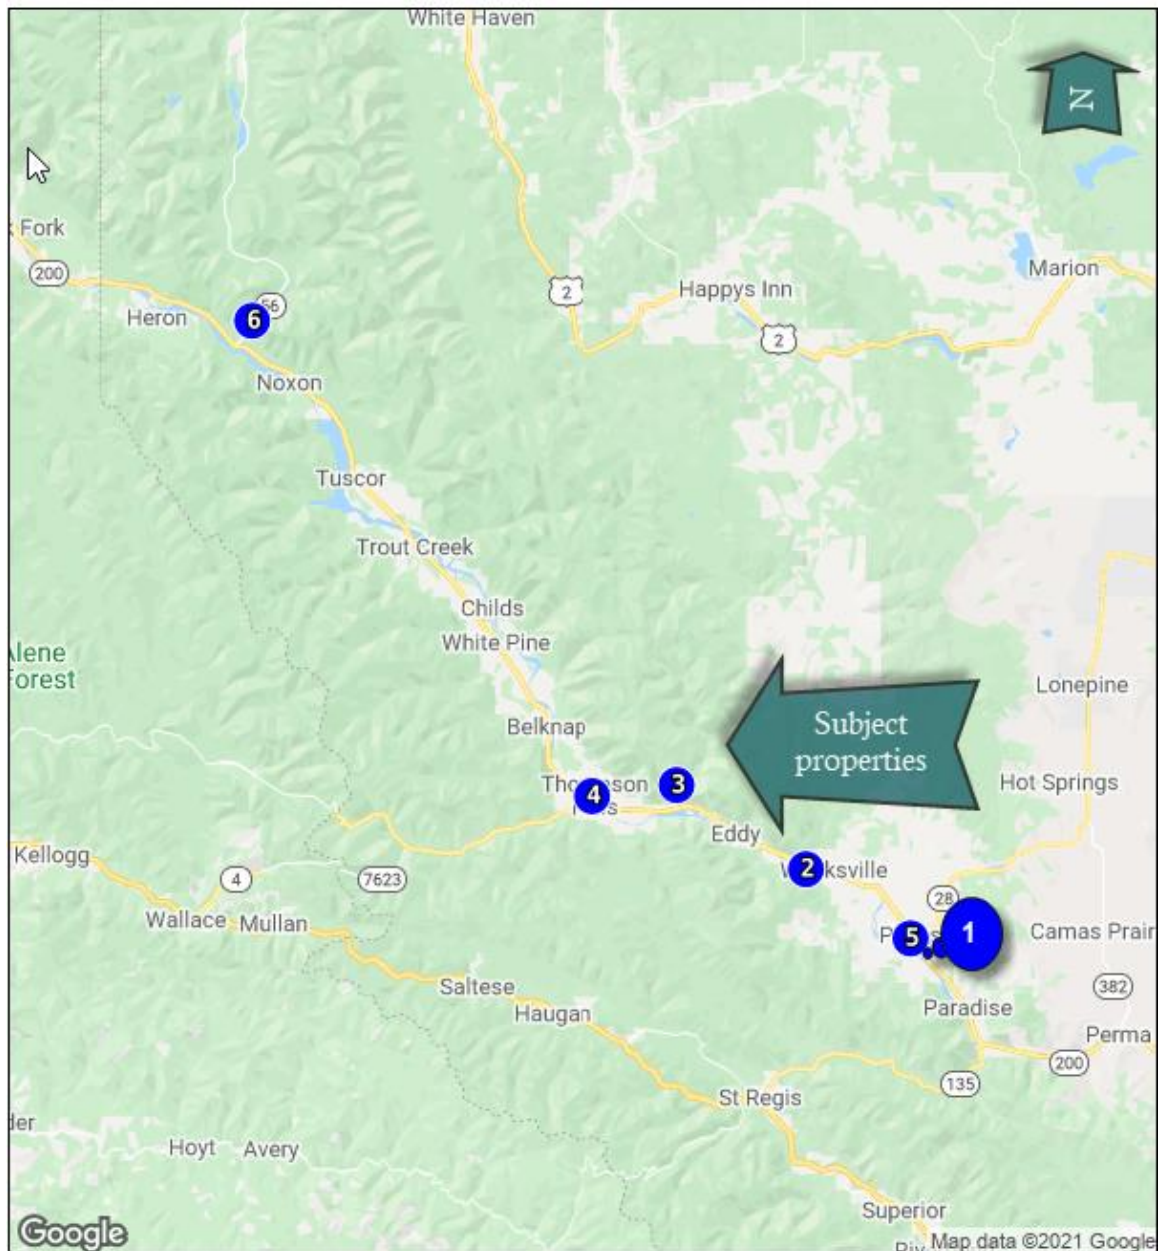 White Haven
N
Fork
200
Marion
2
Happys Inn
56
Heron
6
2
Noxon
Tuscor
Trout Creek
Childs
White Pine
Alene
Forest
Lonepine
Subject
properties
Belknap
Hot Springs
3
4
Eddy
Kellogg
2
ksville
4
7623
28
Wallace
Mullan
5
1
Camas Prair
Saltese
382
Haugan
Paradise
Perma
200
135
St Regis
der
Hoyt
Avery
Superior
Google
Map data ©2021 Google